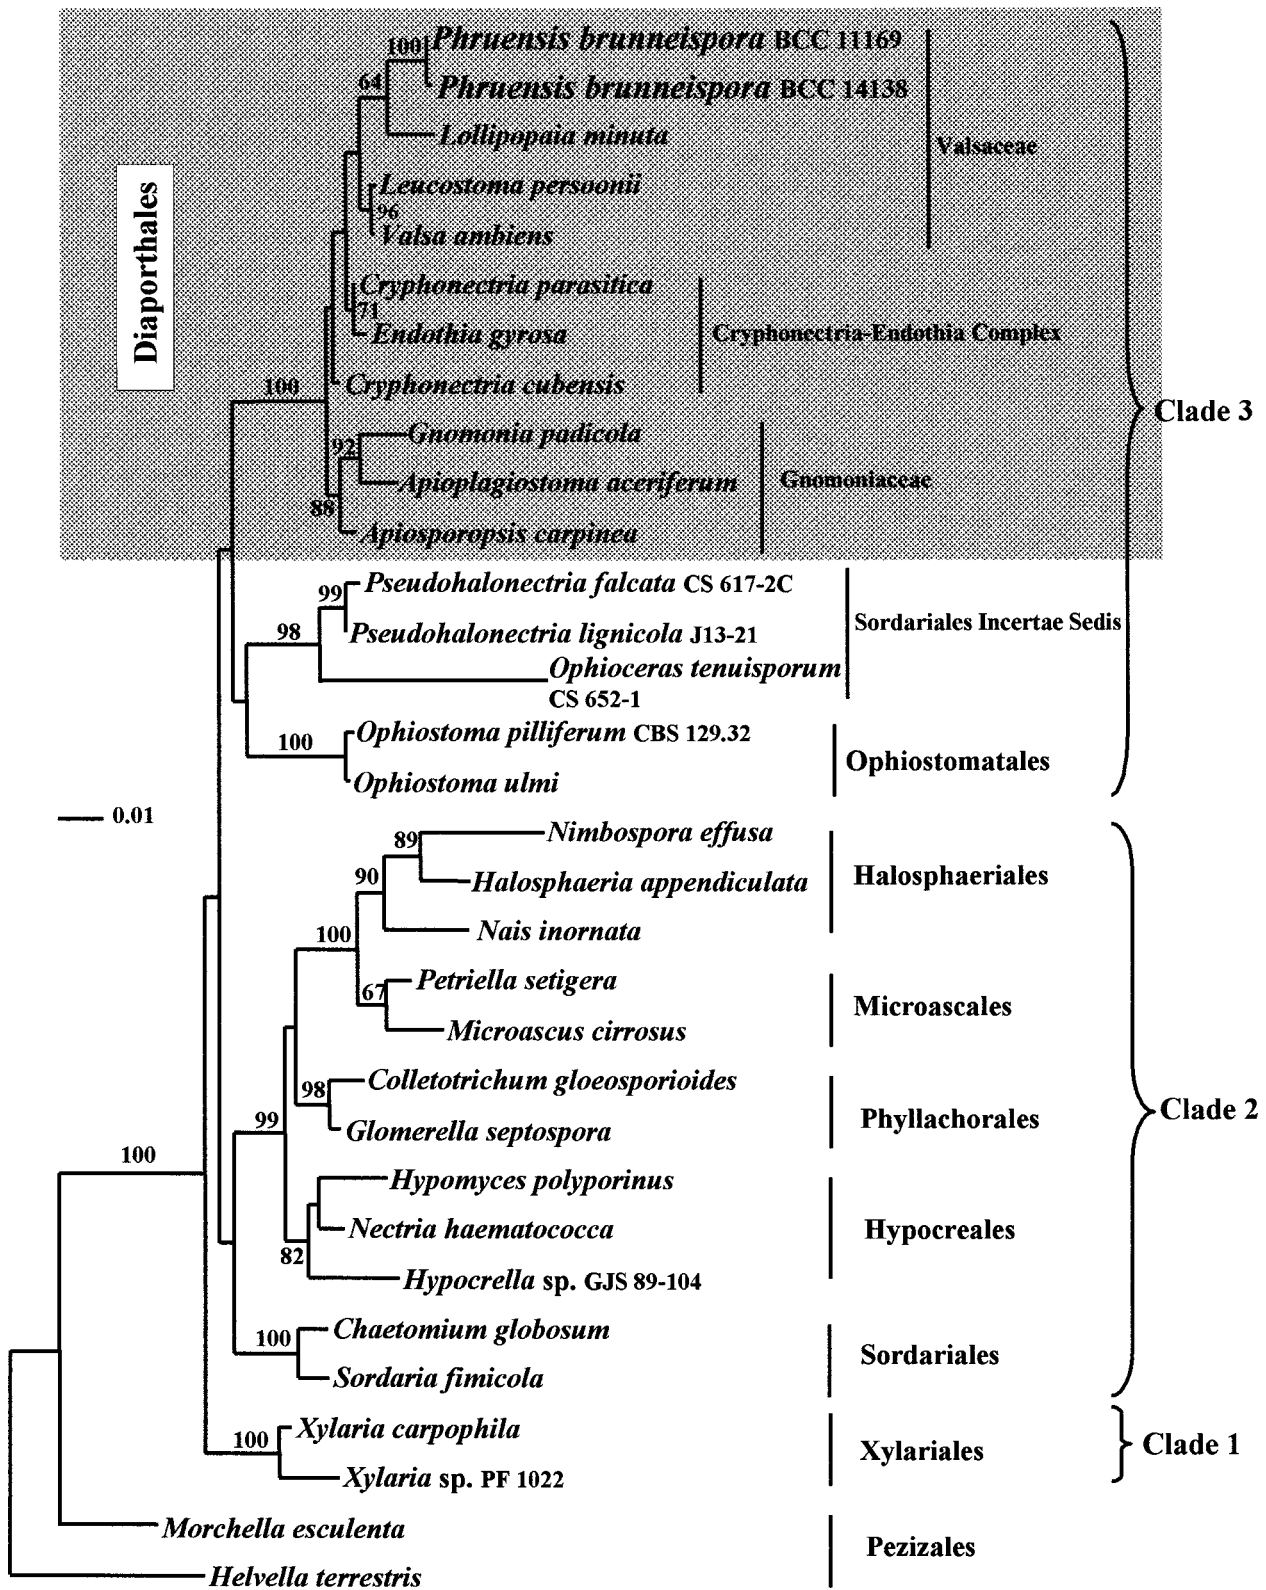 100 Phruensis brunneispora BCC 11169
64
Phruensis brunneispora BCC 14138
Lollipopaia minuta
Valsaceae
Diaporthales
Leucostoma persoonii
96
Valsa ambiens
Cryphonectria parasitica
71
Endothia gyrosa
Cryphonectria-Endothia Complex
Cryphonectria cubensis
100
Clade 3
Gnomonia padicola
92
Apioplagiostoma aceriferum
Gnomoniaceae
88
Apiosporopsis carpinea
Pseudohalonectria falcata CS 617-2C
99
Sordariales Incertae Sedis
98
Pseudohalonectria lignicola J13-21
Ophioceras tenuisporum
CS 652-1
Ophiostoma pilliferum CBS 129.32
100
Ophiostomatales
Ophiostoma ulmi
0.01
Nimbospora effusa
89
90
Halosphaeria appendiculata
Halosphaeriales
Nais inornata
100
Petriella setigera
67
Microascales
Microascus cirrosus
Colletotrichum gloeosporioides
98
99
Phyllachorales
Clade 2
Glomerella septospora
100
Hypomyces polyporinus
Nectria haematococca
Hypocreales
82
Hypocrella sp. GJS 89-104
Chaetomium globosum
100
Sordariales
Sordaria fimicola
Xylaria carpophila
100
Xylariales
Clade 1
Xylaria sp. PF 1022
Morchella esculenta
Pezizales
Helvella terrestris